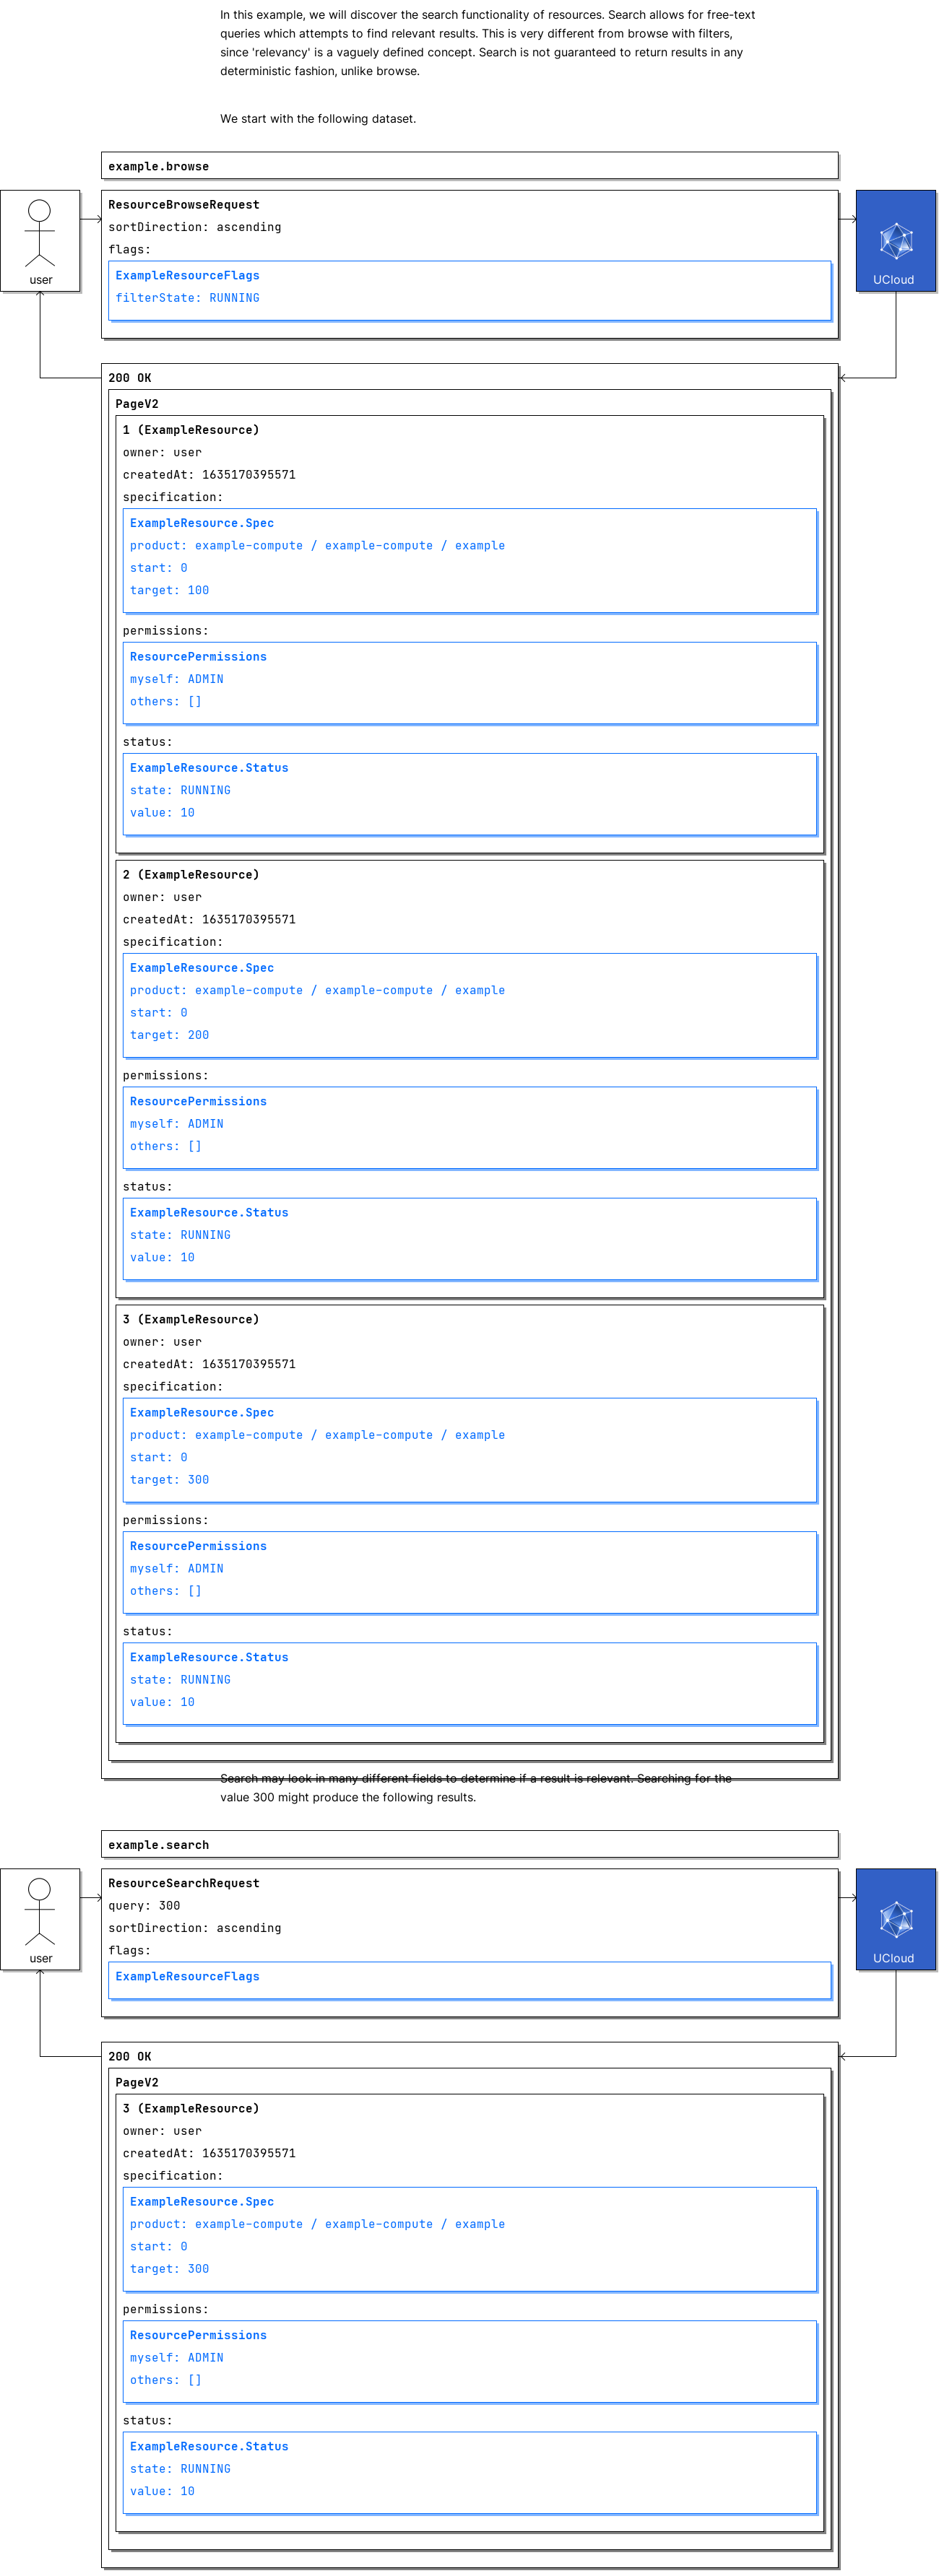 In this example, we will discover the search functionality of resources. Search allows for free-text
queries which attempts to find relevant results. This is very different from browse with filters,
since 'relevancy' is a vaguely defined concept. Search is not guaranteed to return results in any
deterministic fashion, unlike browse.
We start with the following dataset.
example.browse
ResourceBrowseRequest
sortDirection: ascending
flags:
ExampleResourceFlags
filterState: RUNNING
user
UCloud
200 OK
PageV2
1 (ExampleResource)
owner: user
createdAt: 1635170395571
specification:
ExampleResource.Spec
product: example-compute / example-compute / example
start: 0
target: 100
permissions:
ResourcePermissions
myself: ADMIN
others: []
status:
ExampleResource.Status
state: RUNNING
value: 10
2 (ExampleResource)
owner: user
createdAt: 1635170395571
specification:
ExampleResource.Spec
product: example-compute / example-compute / example
start: 0
target: 200
permissions:
ResourcePermissions
myself: ADMIN
others: []
status:
ExampleResource.Status
state: RUNNING
value: 10
3 (ExampleResource)
owner: user
createdAt: 1635170395571
specification:
ExampleResource.Spec
product: example-compute / example-compute / example
start: 0
target: 300
permissions:
ResourcePermissions
myself: ADMIN
others: []
status:
ExampleResource.Status
state: RUNNING
value: 10
Search may look in many different fields to determine if a result is relevant. Searching for the
value 300 might produce the following results.
example.search
ResourceSearchRequest
query: 300
sortDirection: ascending
flags:
ExampleResourceFlags
user
UCloud
200 OK
PageV2
3 (ExampleResource)
owner: user
createdAt: 1635170395571
specification:
ExampleResource.Spec
product: example-compute / example-compute / example
start: 0
target: 300
permissions:
ResourcePermissions
myself: ADMIN
others: []
status:
ExampleResource.Status
state: RUNNING
value: 10